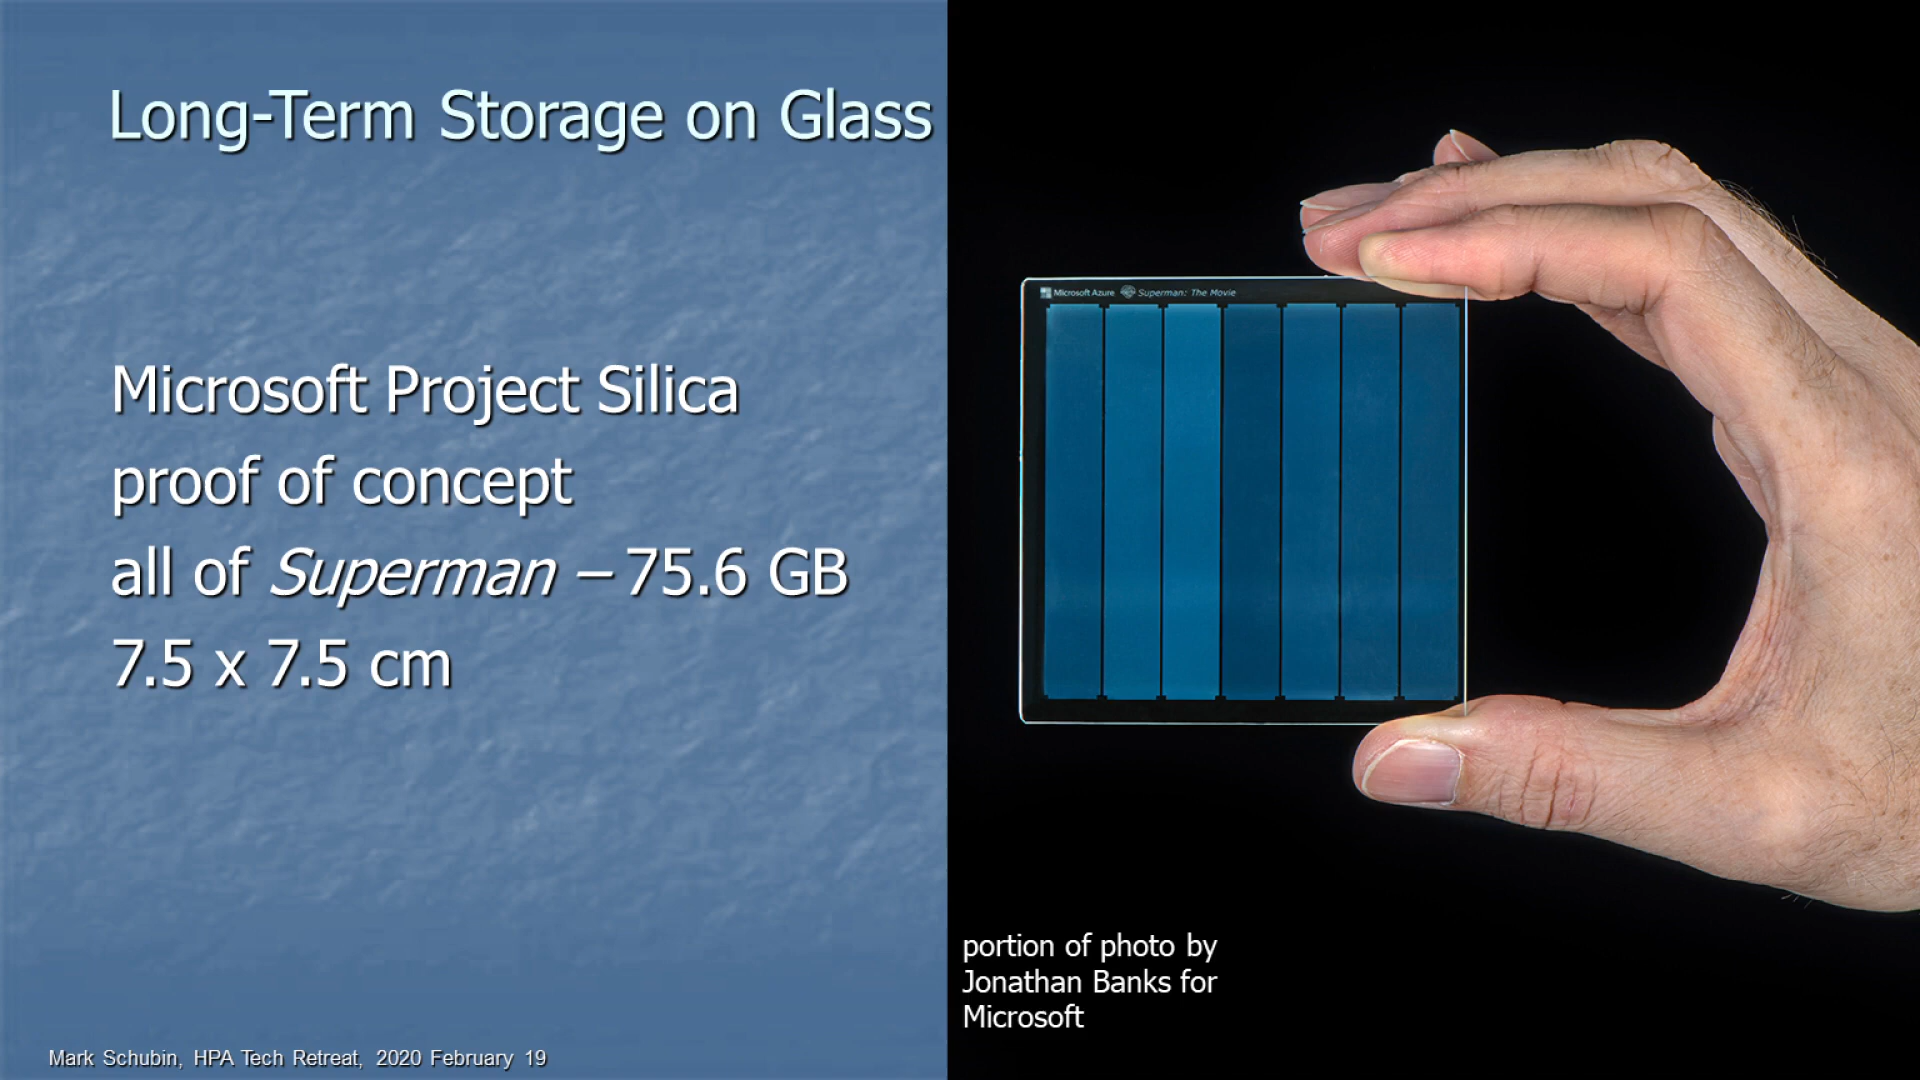 Long-Term Storage on Glass
Microsoft Project Silica
proof of concept
all of Superman – 75.6 GB
7.5 x 7.5 cm
Microsoft Azure Superman: The Movie
portion of photo by
Jonathan Banks for
Microsoft
Mark Schubin, HPA Tech Retreat, 2020 February 19